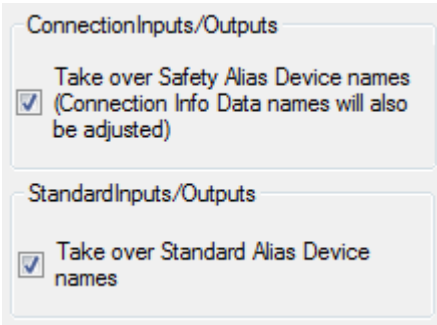 ConnectionInputs/Outputs
Take over Safety Alias Device names
(Connection Info Data names will also
be adjusted)
StandardInputs/Outputs
Take over Standard Alias Device
names